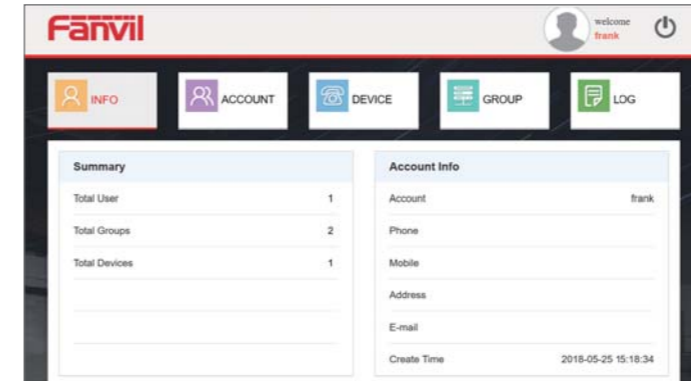 Fanvil
welcome
frank
INFO
ACCOUNT
DEVICE
GROUP
LOG
Summary
Total User 1
Total Groups 2
Total Devices 1
Account Info
Account frank
Phone
Mobile
Address
E-mail
Create Time 2018-05-25 15:18:34